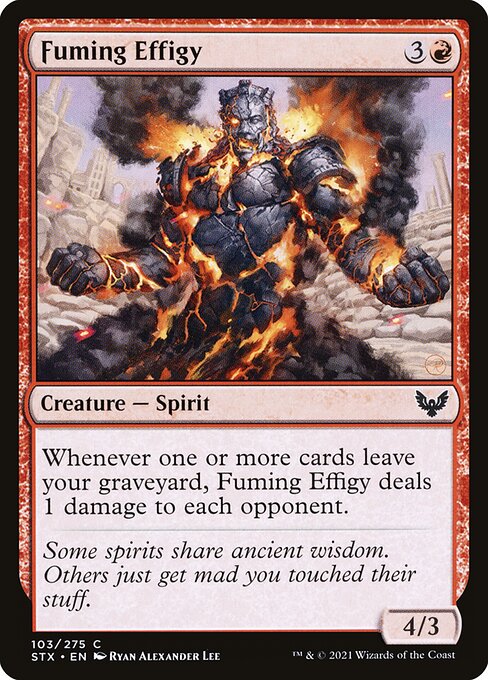 Fuming Effigy 3
Creature — Spirit
Whenever one or more cards leave
your graveyard, Fuming Effigy deals
1 damage to each opponent.
Some spirits share ancient wisdom.
Others just get mad you touched their
stuff.
4/3
103/275 C
STX • EN Ryan Alexander Lee
™ & © 2021 Wizards of the Coast